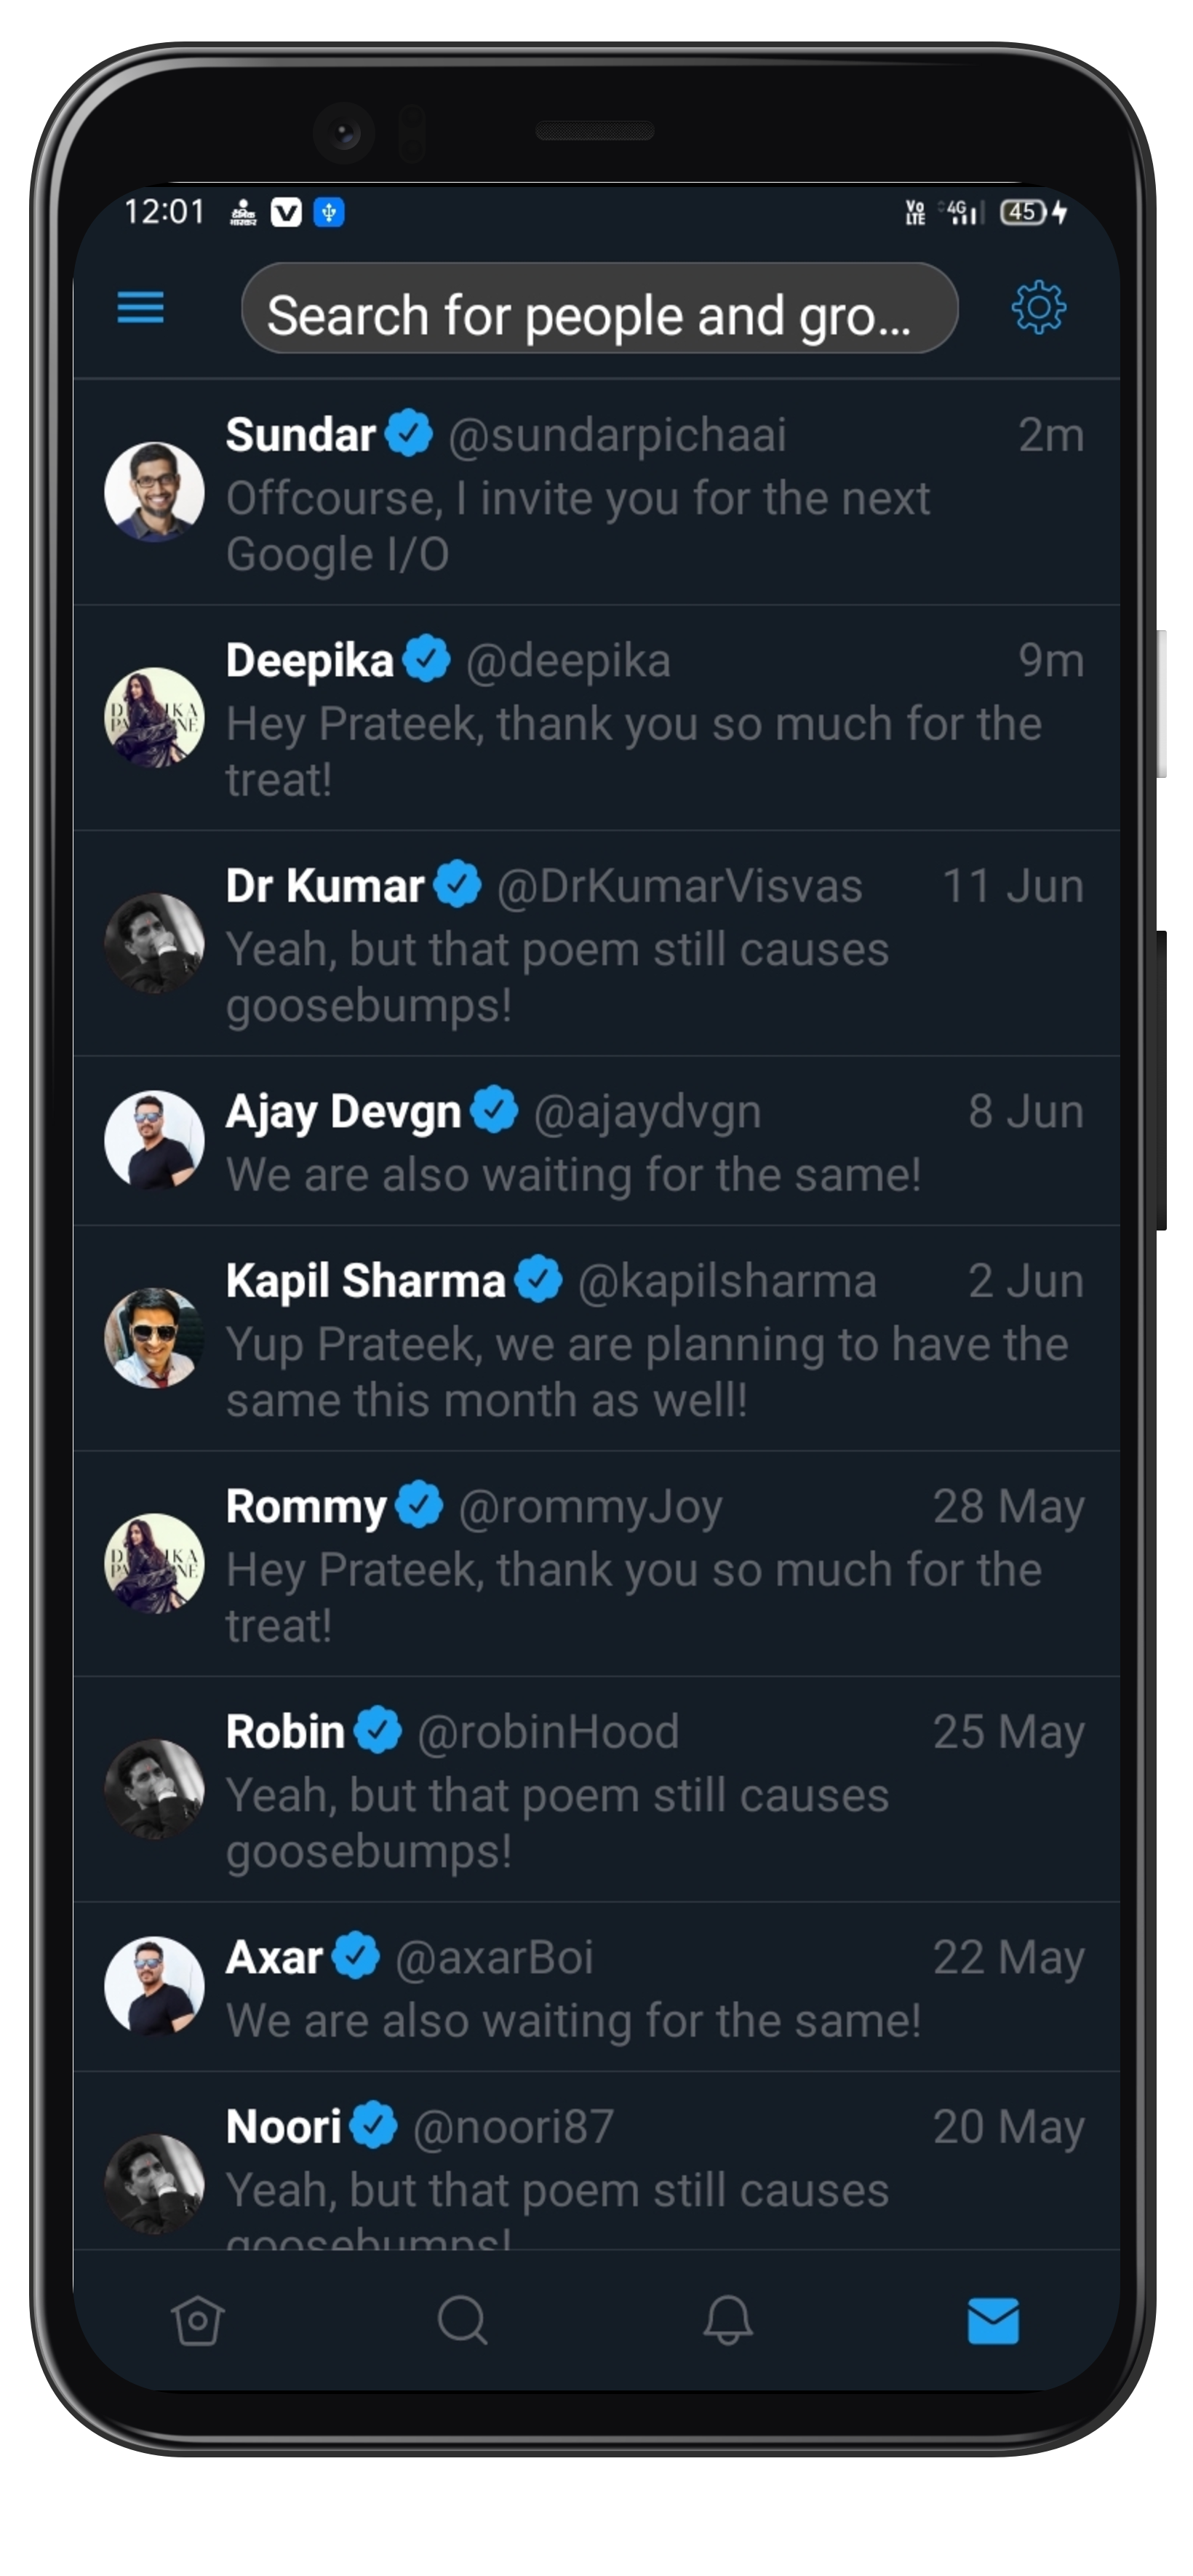 12:01
दैनिक
भास्कर
Vo
LTE
4G
45
Search for people and gro...
Sundar @sundarpichaai 2m
Offcourse, I invite you for the next
Google I/O
Deepika @deepika 9m
Hey Prateek, thank you so much for the
treat!
Dr Kumar @DrKumarVisvas 11 Jun
Yeah, but that poem still causes
goosebumps!
Ajay Devgn @ajaydvgn 8 Jun
We are also waiting for the same!
Kapil Sharma @kapilsharma 2 Jun
Yup Prateek, we are planning to have the
same this month as well!
Rommy @rommyJoy 28 May
Hey Prateek, thank you so much for the
treat!
Robin @robinHood 25 May
Yeah, but that poem still causes
goosebumps!
Axar @axarBoi 22 May
We are also waiting for the same!
Noori @noori87 20 May
Yeah, but that poem still causes
goosebumps!